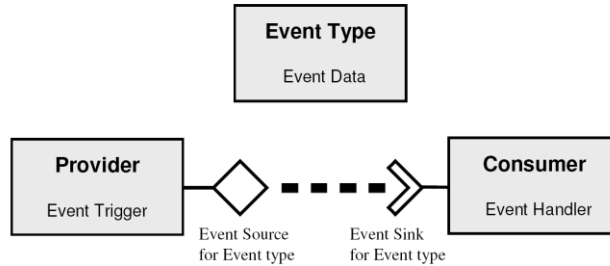 Event Type
Event Data
Provider
Event Trigger
Consumer
Event Handler
Event Source
for Event type
Event Sink
for Event type